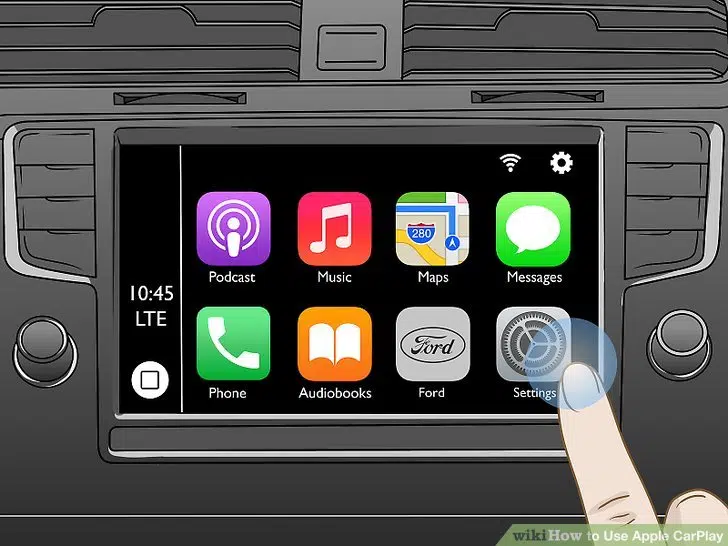 280
Podcast
Music
Maps
Messages
10:45
LTE
Ford
Phone
Audiobooks
Ford
Settings
wikiHow to Use Apple CarPlay